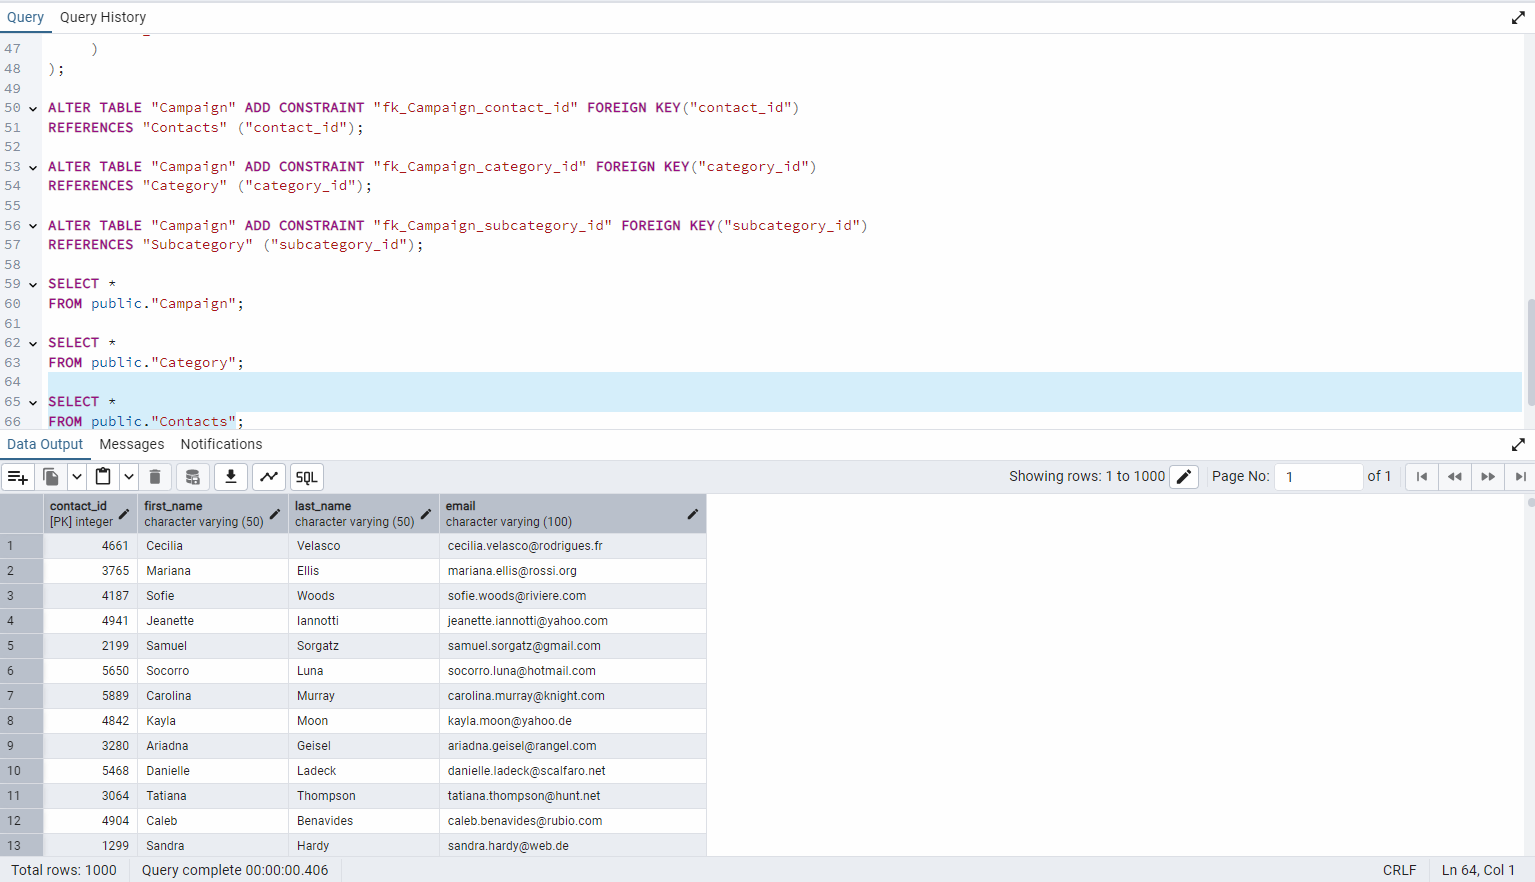 Query Query History
47 )
48 );
49
50 ALTER TABLE "Campaign" ADD CONSTRAINT "fk_Campaign_contact_id" FOREIGN KEY("contact_id")
51 REFERENCES "Contacts" ("contact_id");
52
53 ALTER TABLE "Campaign" ADD CONSTRAINT "fk_Campaign_category_id" FOREIGN KEY("category_id")
54 REFERENCES "Category" ("category_id");
55
56 ALTER TABLE "Campaign" ADD CONSTRAINT "fk_Campaign_subcategory_id" FOREIGN KEY("subcategory_id")
57 REFERENCES "Subcategory" ("subcategory_id");
58
59 SELECT *
60 FROM public."Campaign";
61
62 SELECT *
63 FROM public."Category";
64
65 SELECT *
66 FROM public."Contacts";
Data Output Messages Notifications
SQL Showing rows: 1 to 1000 Page No: 1 of 1
contact_id first_name last_name email
[PK] integer character varying (50) character varying (50) character varying (100)
1 4661 Cecilia Velasco cecilia.velasco@rodrigues.fr
2 3765 Mariana Ellis mariana.ellis@rossi.org
3 4187 Sofie Woods sofie.woods@riviere.com
4 4941 Jeanette Iannotti jeanette.iannotti@yahoo.com
5 2199 Samuel Sorgatz samuel.sorgatz@gmail.com
6 5650 Socorro Luna socorro.luna@hotmail.com
7 5889 Carolina Murray carolina.murray@knight.com
8 4842 Kayla Moon kayla.moon@yahoo.de
9 3280 Ariadna Geisel ariadna.geisel@rangel.com
10 5468 Danielle Ladeck danielle.ladeck@scalfaro.net
11 3064 Tatiana Thompson tatiana.thompson@hunt.net
12 4904 Caleb Benavides caleb.benavides@rubio.com
13 1299 Sandra Hardy sandra.hardy@web.de
Total rows: 1000 Query complete 00:00:00.406 CRLF Ln 64, Col 1